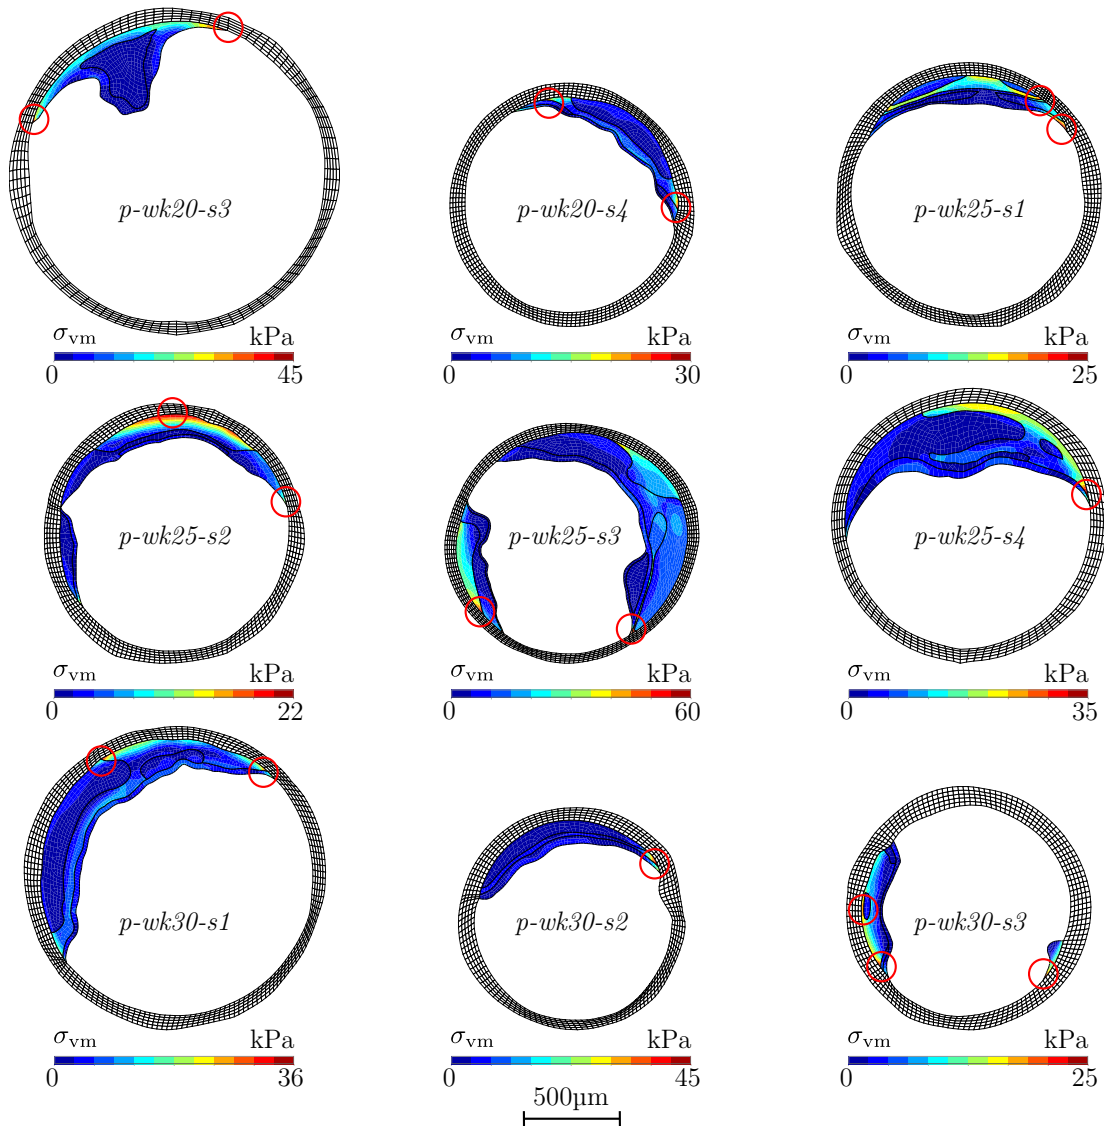 p-wk20-s3
p-wk20-s4
p-wk25-s1
σvm kPa
0 45
σvm kPa
0 30
σvm kPa
0 25
p-wk25-s2
p-wk25-s3
p-wk25-s4
σvm kPa
0 22
σvm kPa
0 60
σvm kPa
0 35
p-wk30-s1
p-wk30-s2
p-wk30-s3
σvm kPa
0 36
σvm kPa
0 45
σvm kPa
0 25
500µm